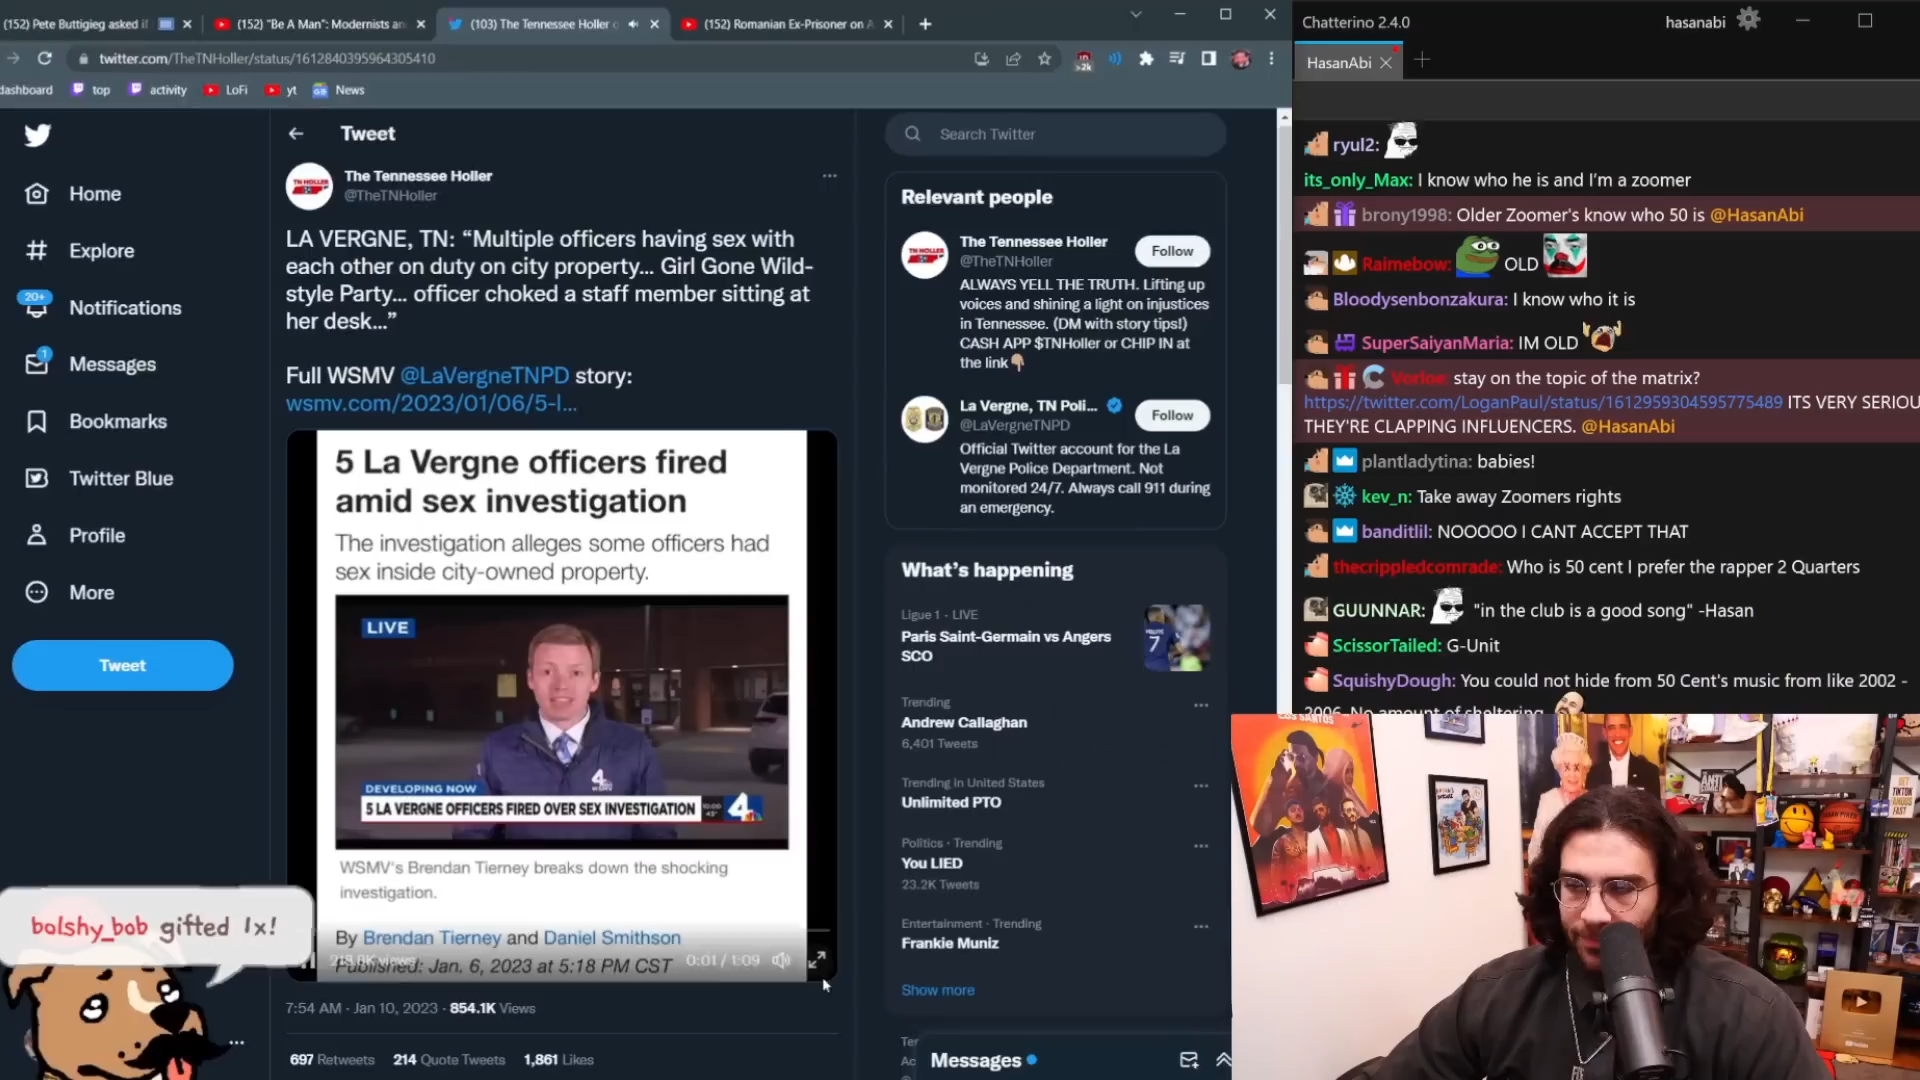 (152) Pete Buttigieg asked if
(152) "Be A Man": Modernists an
(103) The Tennessee Holler o
(152) Romanian Ex-Prisoner on A
twitter.com/TheTNHoller/status/1612840395964305410
>2k
dashboard
top
activity
LoFi
yt
News
Home
Explore
20+
Notifications
1
Messages
Bookmarks
Twitter Blue
Profile
More
Tweet
Tweet
TN HOLLER
The Tennessee Holler
@TheTNHoller
LA VERGNE, TN: “Multiple officers having sex with
each other on duty on city property... Girl Gone Wild-
style Party... officer choked a staff member sitting at
her desk...”
Full WSMV @LaVergneTNPD story:
wsmv.com/2023/01/06/5-l...
5 La Vergne officers fired
amid sex investigation
The investigation alleges some officers had
sex inside city-owned property.
LIVE
4
DEVELOPING NOW
5 LA VERGNE OFFICERS FIRED OVER SEX INVESTIGATION
10:00
4
WSMV's Brendan Tierney breaks down the shocking
investigation.
By Brendan Tierney and Daniel Smithson
Published: Jan. 6, 2023 at 5:18 PM CST
0:01 / 1:09
7:54 AM · Jan 10, 2023 · 854.1K Views
697 Retweets 214 Quote Tweets 1,861 Likes
bolshy_bob gifted 1x!
Search Twitter
Relevant people
TN HOLLER
The Tennessee Holler
@TheTNHoller
Follow
ALWAYS YELL THE TRUTH. Lifting up
voices and shining a light on injustices
in Tennessee. (DM with story tips!)
CASH APP $TNHoller or CHIP IN at
the link
La Vergne, TN Poli...
@LaVergneTNPD
Follow
Official Twitter account for the La
Vergne Police Department. Not
monitored 24/7. Always call 911 during
an emergency.
What’s happening
Ligue 1 · LIVE
Paris Saint-Germain vs Angers
SCO
7
Trending
Andrew Callaghan
6,401 Tweets
Trending in United States
Unlimited PTO
Politics · Trending
You LIED
23.2K Tweets
Entertainment · Trending
Frankie Muniz
Show more
Messages
Chatterino 2.4.0
hasanabi
HasanAbi
ryul2:
its_only_Max: I know who he is and I'm a zoomer
brony1998: Older Zoomer's know who 50 is @HasanAbi
Raimebow: OLD
Bloodysenbonzakura: I know who it is
SuperSaiyanMaria: IM OLD
Vorloe: stay on the topic of the matrix?
https://twitter.com/LoganPaul/status/1612959304595775489 ITS VERY SERIOU
THEY'RE CLAPPING INFLUENCERS. @HasanAbi
plantladytina: babies!
kev_n: Take away Zoomers rights
banditlil: NOOOOO I CANT ACCEPT THAT
thecrippledcomrade: Who is 50 cent I prefer the rapper 2 Quarters
GUUNNAR: "in the club is a good song" -Hasan
ScissorTailed: G-Unit
SquishyDough: You could not hide from 50 Cent's music from like 2002 -
2006. No amount of sheltering